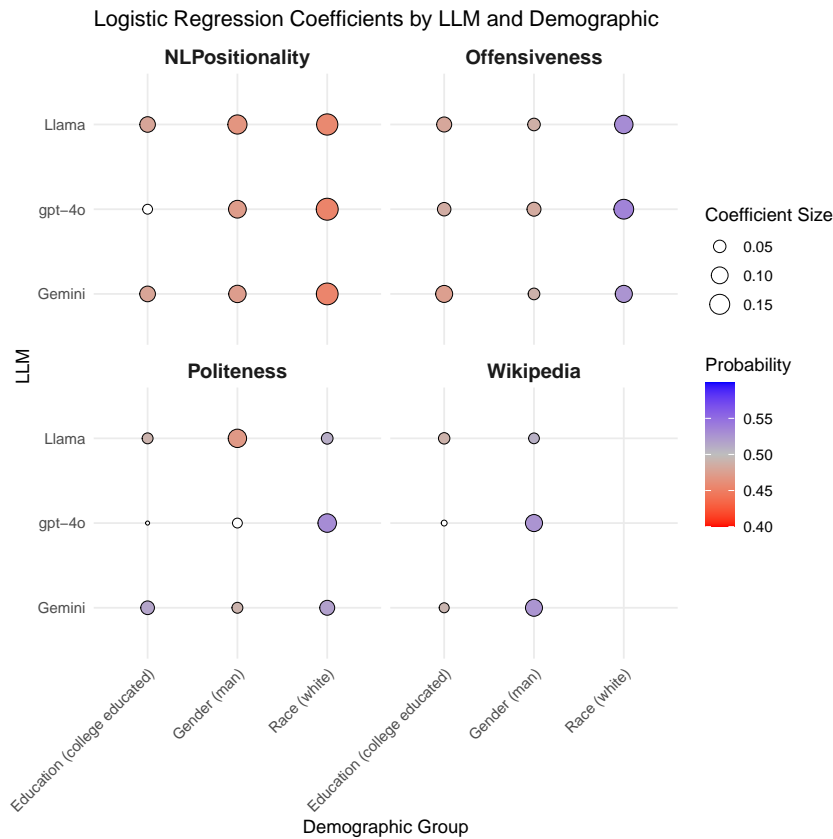 Logistic Regression Coefficients by LLM and Demographic
NLPositionality
Offensiveness
Llama
gpt−4o
Gemini
Politeness
Wikipedia
Llama
gpt−4o
Gemini
LLM
Education (college educated)
Gender (man)
Race (white)
Education (college educated)
Gender (man)
Race (white)
Demographic Group
Coefficient Size
0.05
0.10
0.15
Probability
0.55
0.50
0.45
0.40